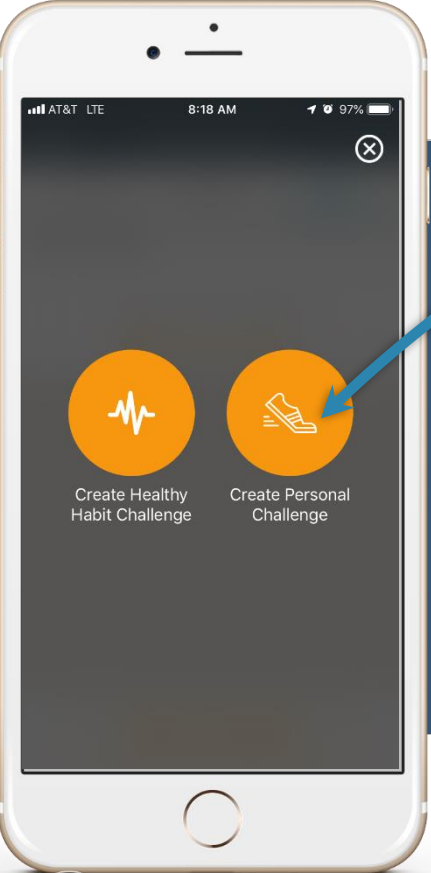 AT&T LTE 8:18 AM 97%
Create Healthy
Habit Challenge
Create Personal
Challenge